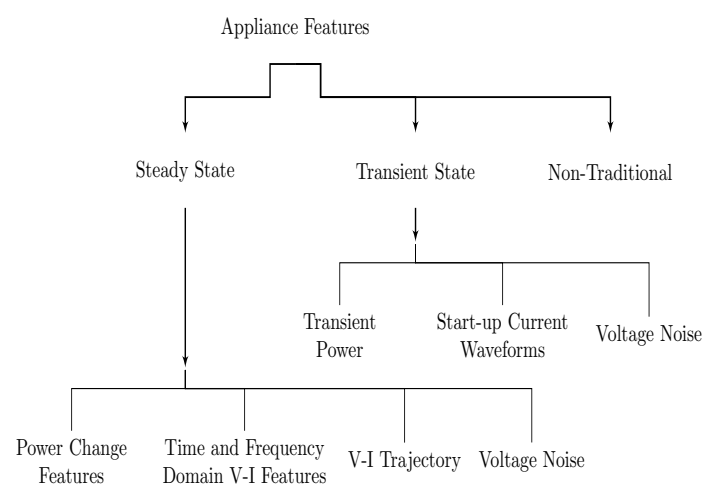 Appliance Features
Steady State
Transient State
Non-Traditional
Transient
Power
Start-up Current
Waveforms
Voltage Noise
Power Change
Features
Time and Frequency
Domain V-I Features
V-I Trajectory
Voltage Noise